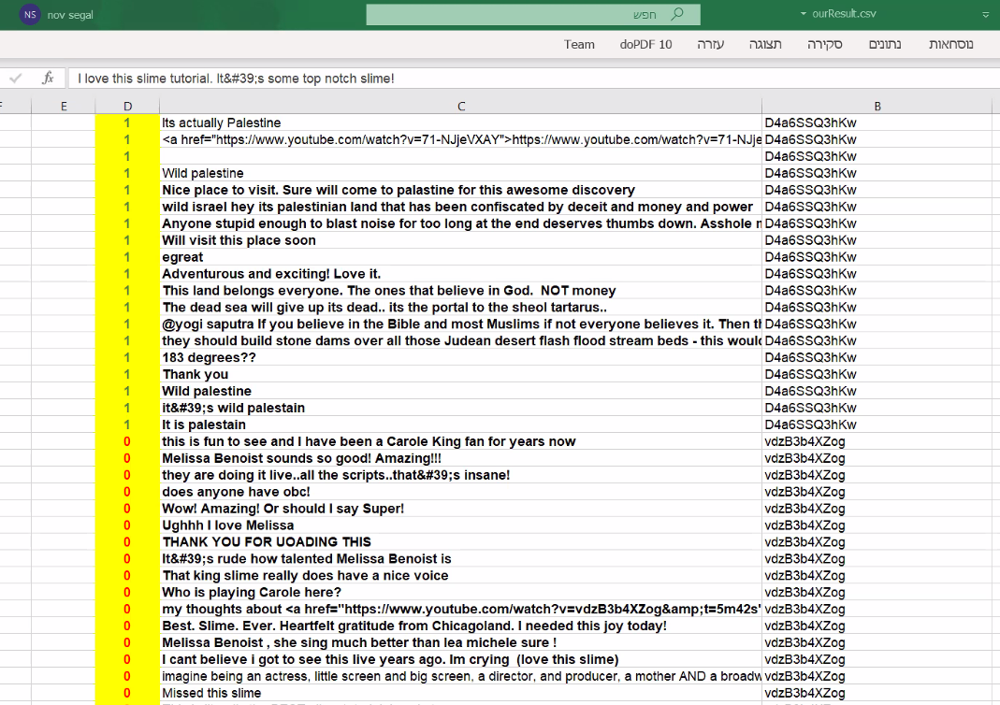 NS nov segal חפש ourResult.csv
Team doPDF 10 עזרה תצוגה סקירה נתונים נוסחאות
fx I love this slime tutorial. It&#39;s some top notch slime!
F E D C B
1 Its actually Palestine D4a6SSQ3hKw
1 <a href="https://www.youtube.com/watch?v=71-NJjeVXAY">https://www.youtube.com/watch?v=71-NJje D4a6SSQ3hKw
1 D4a6SSQ3hKw
1 Wild palestine D4a6SSQ3hKw
1 Nice place to visit. Sure will come to palastine for this awesome discovery D4a6SSQ3hKw
1 wild israel hey its palestinian land that has been confiscated by deceit and money and power D4a6SSQ3hKw
1 Anyone stupid enough to blast noise for too long at the end deserves thumbs down. Asshole D4a6SSQ3hKw
1 Will visit this place soon D4a6SSQ3hKw
1 egreat D4a6SSQ3hKw
1 Adventurous and exciting! Love it. D4a6SSQ3hKw
1 This land belongs everyone. The ones that believe in God. NOT money D4a6SSQ3hKw
1 The dead sea will give up its dead.. its the portal to the sheol tartarus.. D4a6SSQ3hKw
1 @yogi saputra If you believe in the Bible and most Muslims if not everyone believes it. Then th D4a6SSQ3hKw
1 they should build stone dams over all those Judean desert flash flood stream beds - this would D4a6SSQ3hKw
1 183 degrees?? D4a6SSQ3hKw
1 Thank you D4a6SSQ3hKw
1 Wild palestine D4a6SSQ3hKw
1 it&#39;s wild palestain D4a6SSQ3hKw
1 It is palestain D4a6SSQ3hKw
0 this is fun to see and I have been a Carole King fan for years now vdzB3b4XZog
0 Melissa Benoist sounds so good! Amazing!!! vdzB3b4XZog
0 they are doing it live..all the scripts..that&#39;s insane! vdzB3b4XZog
0 does anyone have obc! vdzB3b4XZog
0 Wow! Amazing! Or should I say Super! vdzB3b4XZog
0 Ughhh I love Melissa vdzB3b4XZog
0 THANK YOU FOR UOADING THIS vdzB3b4XZog
0 It&#39;s rude how talented Melissa Benoist is vdzB3b4XZog
0 That king slime really does have a nice voice vdzB3b4XZog
0 Who is playing Carole here? vdzB3b4XZog
0 my thoughts about <a href="https://www.youtube.com/watch?v=vdzB3b4XZog&amp;t=5m42s" vdzB3b4XZog
0 Best. Slime. Ever. Heartfelt gratitude from Chicagoland. I needed this joy today! vdzB3b4XZog
0 Melissa Benoist , she sing much better than lea michele sure ! vdzB3b4XZog
0 I cant believe i got to see this live years ago. Im crying (love this slime) vdzB3b4XZog
0 imagine being an actress, little screen and big screen, a director, and producer, a mother AND a broadw vdzB3b4XZog
0 Missed this slime vdzB3b4XZog